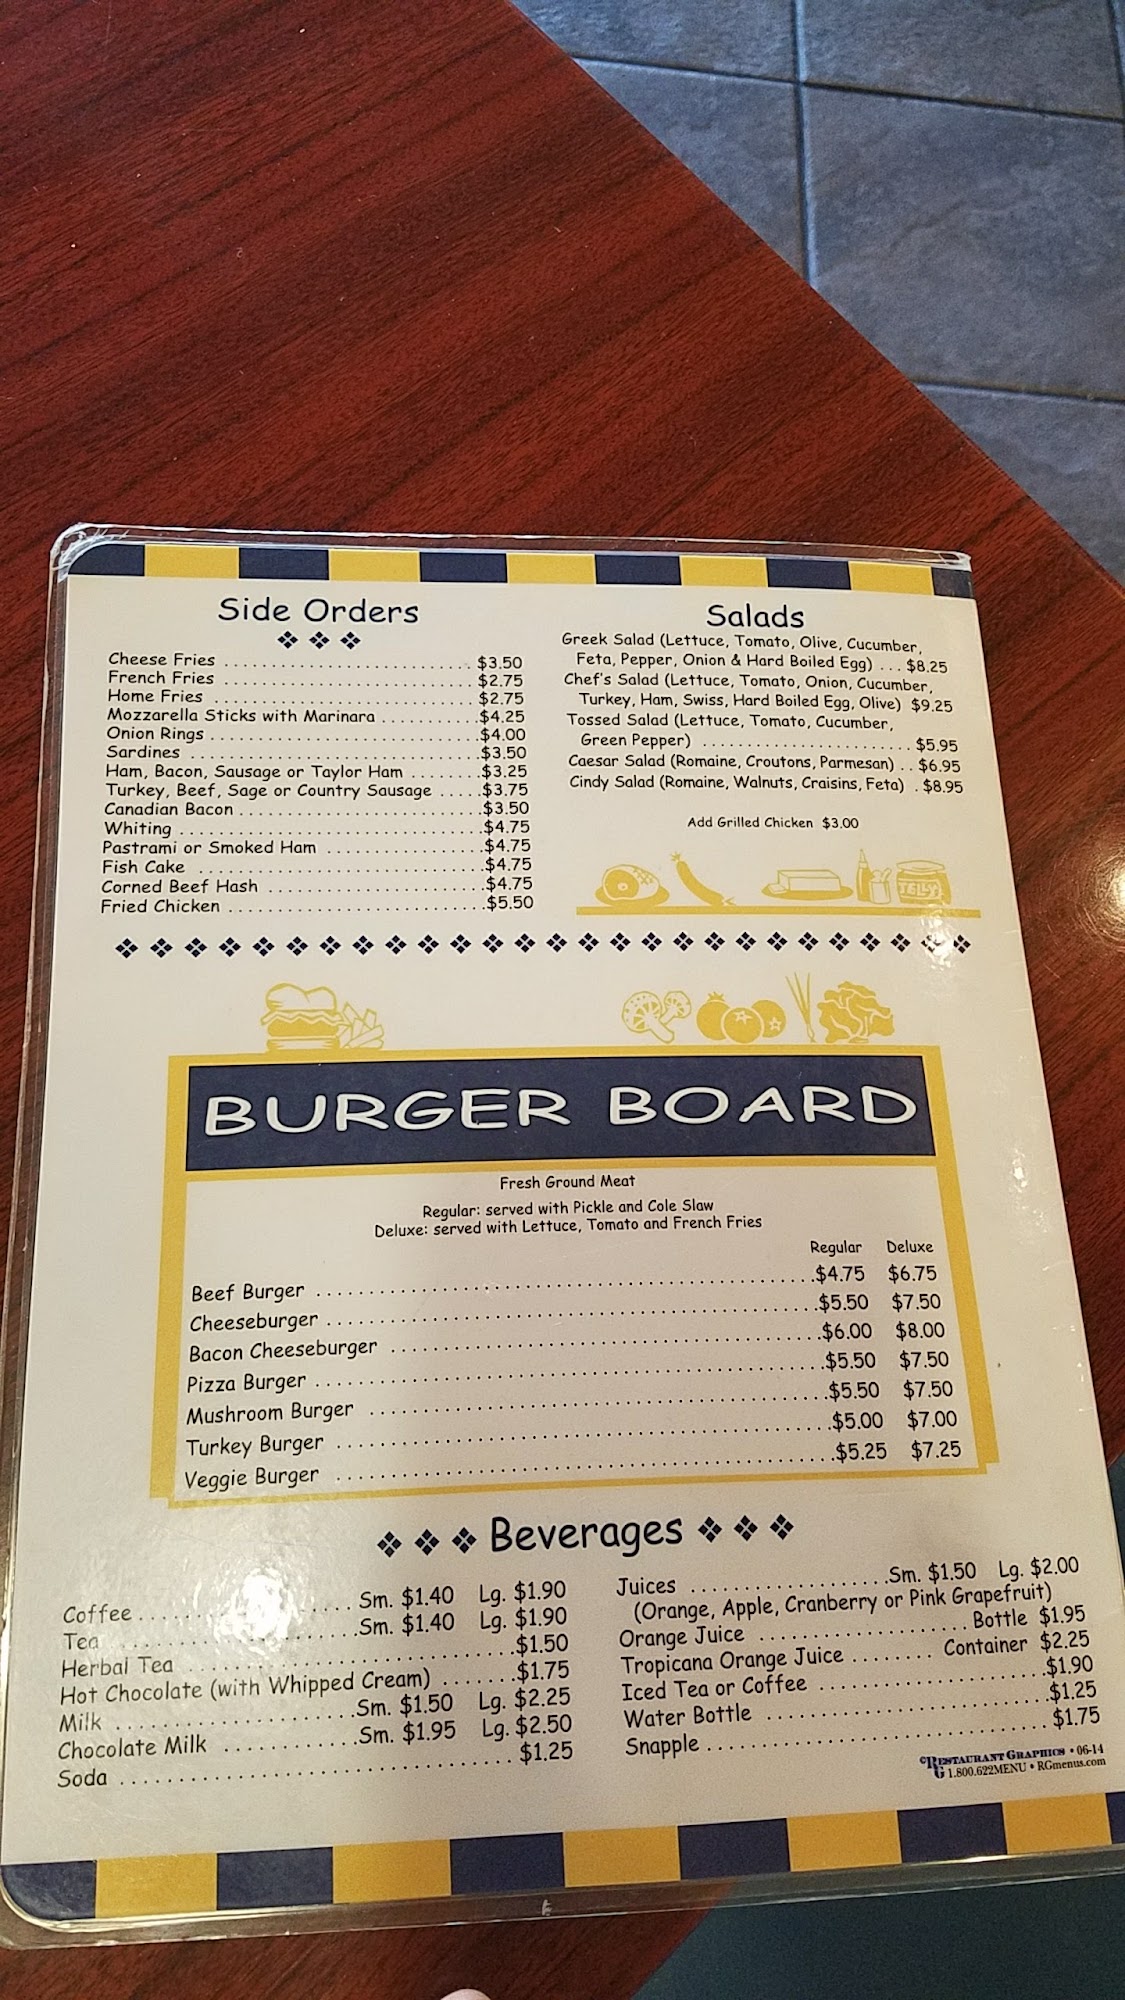 Side Orders
Cheese Fries $3.50
French Fries $2.75
Home Fries $2.75
Mozzarella Sticks with Marinara $4.25
Onion Rings $4.00
Sardines $3.50
Ham, Bacon, Sausage or Taylor Ham $3.25
Turkey, Beef, Sage or Country Sausage $3.75
Canadian Bacon $3.50
Whiting $4.75
Pastrami or Smoked Ham $4.75
Fish Cake $4.75
Corned Beef Hash $4.75
Fried Chicken $5.50
Salads
Greek Salad (Lettuce, Tomato, Olive, Cucumber,
Feta, Pepper, Onion & Hard Boiled Egg) $8.25
Chef's Salad (Lettuce, Tomato, Onion, Cucumber,
Turkey, Ham, Swiss, Hard Boiled Egg, Olive) $9.25
Tossed Salad (Lettuce, Tomato, Cucumber,
Green Pepper) $5.95
Caesar Salad (Romaine, Croutons, Parmesan) $6.95
Cindy Salad (Romaine, Walnuts, Craisins, Feta) $8.95
Add Grilled Chicken $3.00
JELLY
BURGER BOARD
Fresh Ground Meat
Regular: served with Pickle and Cole Slaw
Deluxe: served with Lettuce, Tomato and French Fries
Regular Deluxe
Beef Burger $4.75 $6.75
Cheeseburger $5.50 $7.50
Bacon Cheeseburger $6.00 $8.00
Pizza Burger $5.50 $7.50
Mushroom Burger $5.50 $7.50
Turkey Burger $5.00 $7.00
Veggie Burger $5.25 $7.25
Beverages
Coffee Sm. $1.40 Lg. $1.90
Tea Sm. $1.40 Lg. $1.90
Herbal Tea $1.50
Hot Chocolate (with Whipped Cream) $1.75
Milk Sm. $1.50 Lg. $2.25
Chocolate Milk Sm. $1.95 Lg. $2.50
Soda $1.25
Juices Sm. $1.50 Lg. $2.00
(Orange, Apple, Cranberry or Pink Grapefruit)
Orange Juice Bottle $1.95
Tropicana Orange Juice Container $2.25
Iced Tea or Coffee $1.90
Water Bottle $1.25
Snapple $1.75
©RESTAURANT GRAPHICS • 06-14
1.800.622MENU • RGmenus.com